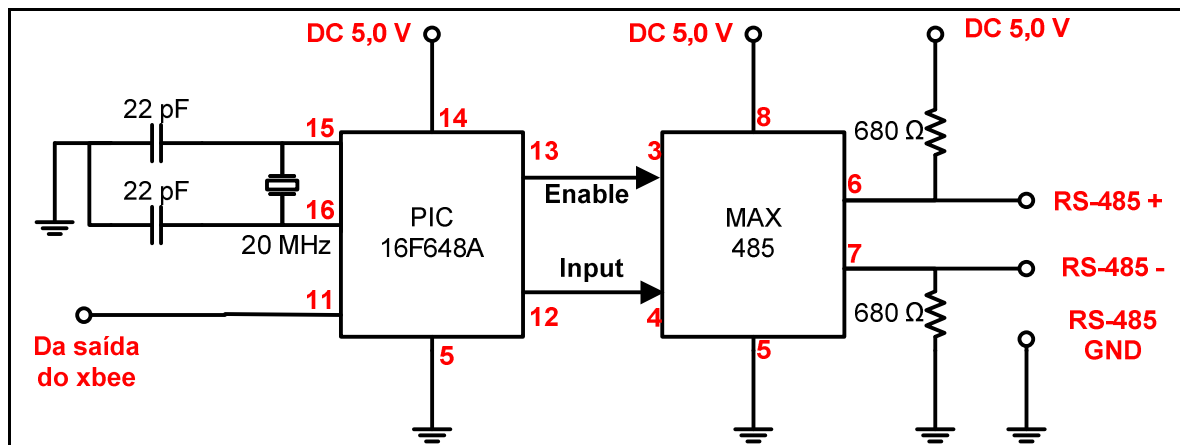 DC 5,0 V
DC 5,0 V
DC 5,0 V
22 pF
15
14
8
680 Ω
13
3
22 pF
Enable
6
16
PIC
16F648A
MAX
485
RS-485 +
20 MHz
Input
7
RS-485 -
11
12
4
680 Ω
RS-485
GND
Da saída
do xbee
5
5